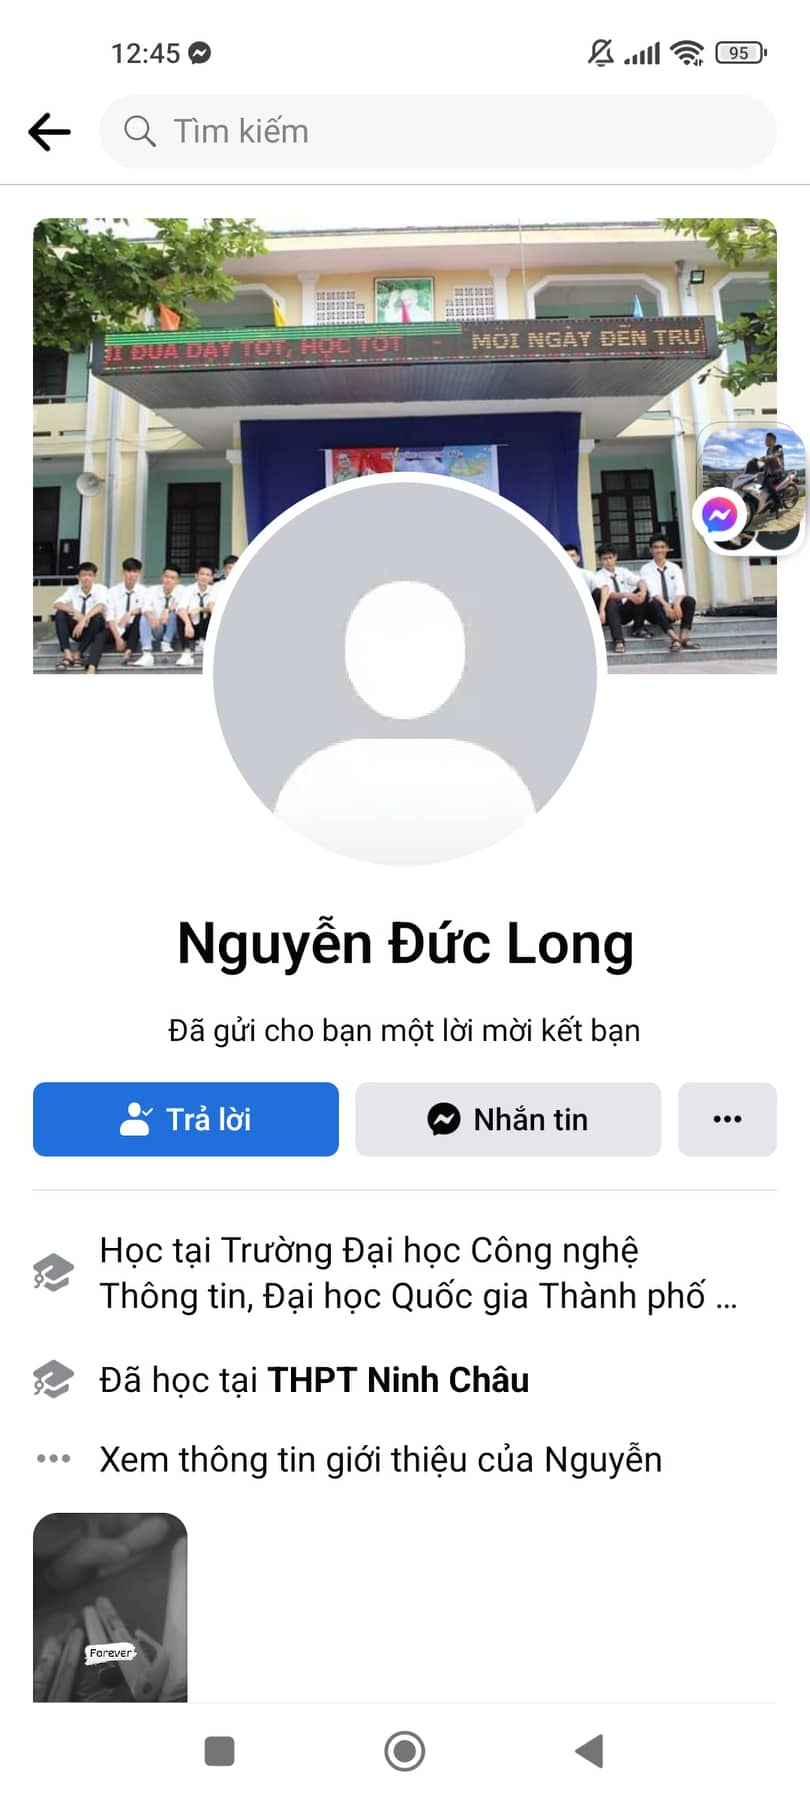 12:45
95
Tìm kiếm
ĐUA DẠY TỐT, HỌC TỐT - MỖI NGÀY ĐẾN TRƯ
Nguyễn Đức Long
Đã gửi cho bạn một lời mời kết bạn
Trả lời
Nhắn tin
Học tại Trường Đại học Công nghệ
Thông tin, Đại học Quốc gia Thành phố ...
Đã học tại THPT Ninh Châu
Xem thông tin giới thiệu của Nguyễn
Forever